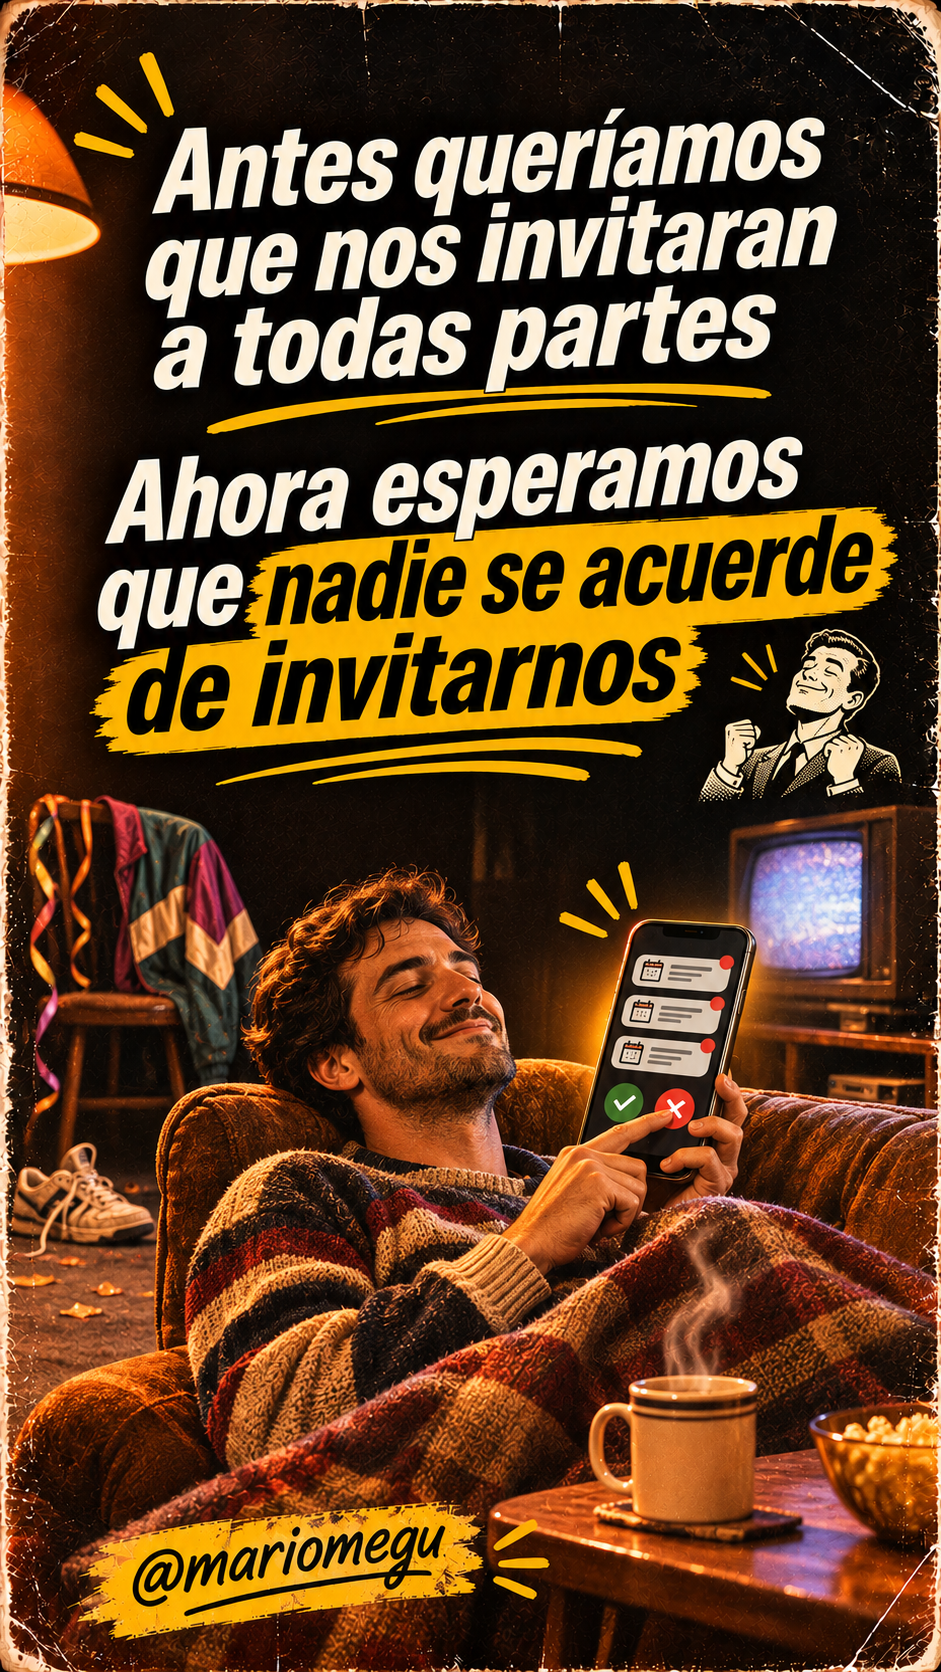 Antes queríamos
que nos invitaran
a todas partes
Ahora esperamos
que nadie se acuerde
de invitarnos
@mariomegu